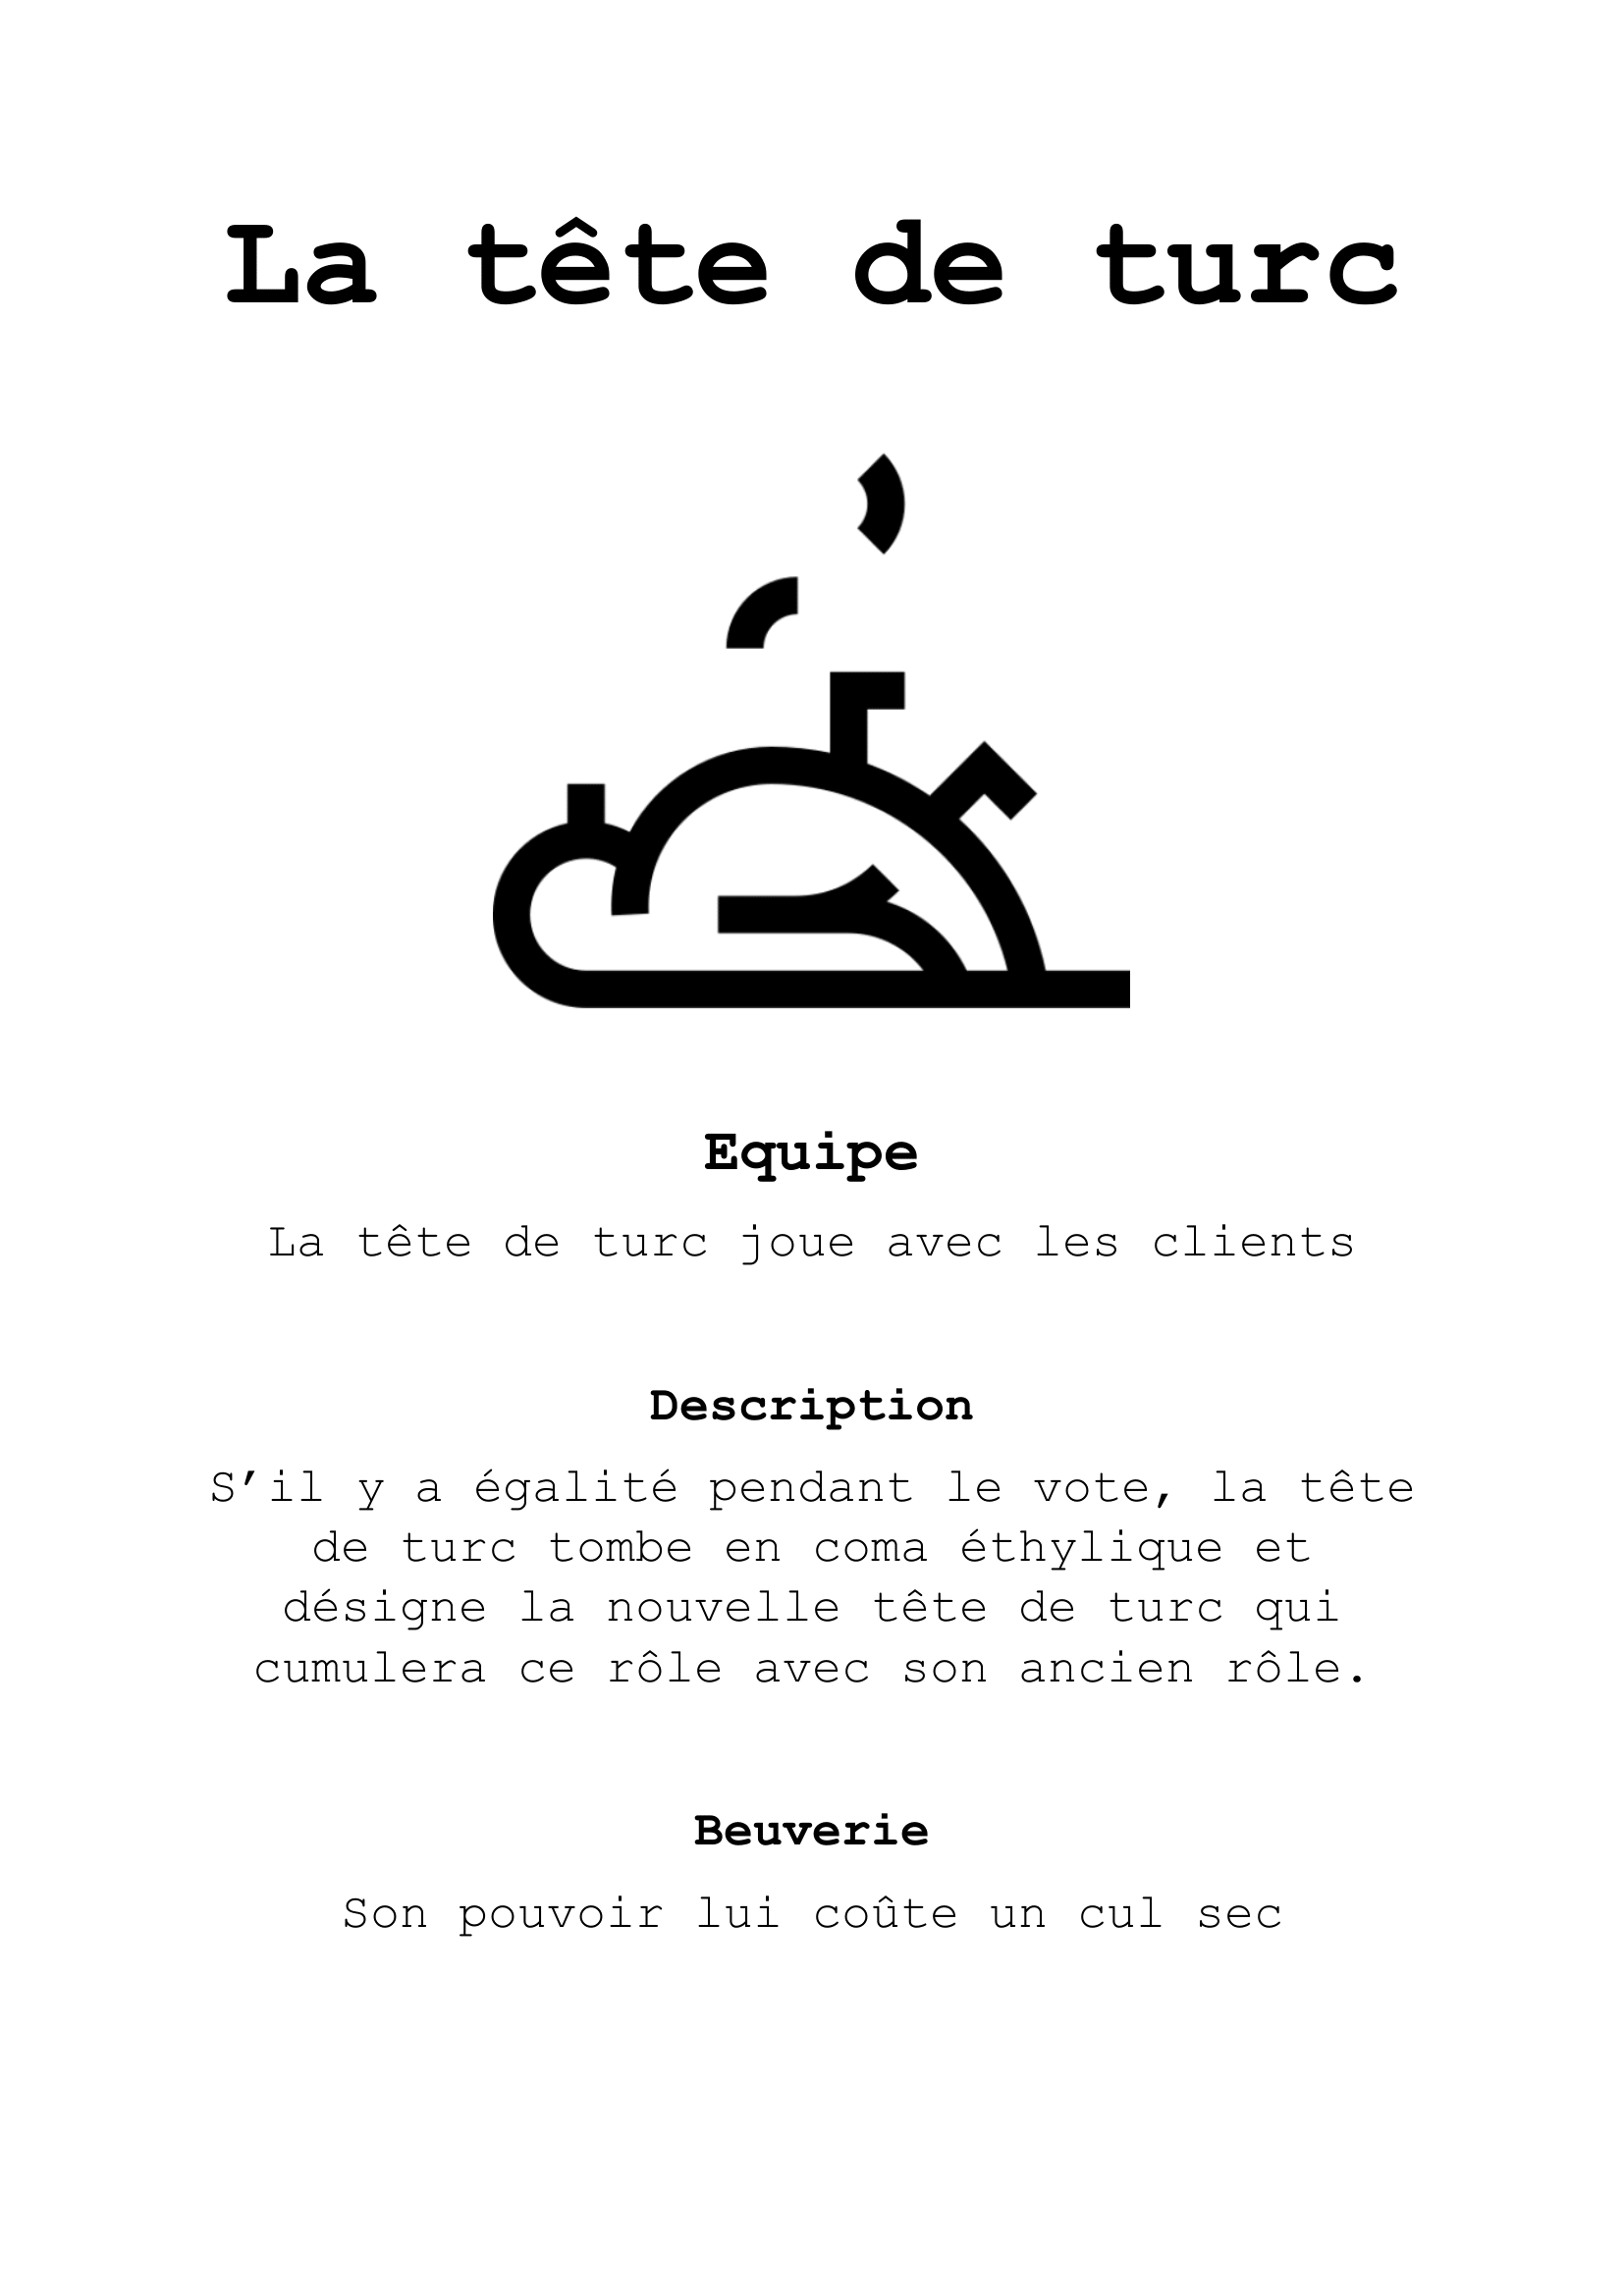 La tête de turc
Equipe
La tête de turc joue avec les clients
Description
S’il y a égalité pendant le vote, la tête
de turc tombe en coma éthylique et
désigne la nouvelle tête de turc qui
cumulera ce rôle avec son ancien rôle.
Beuverie
Son pouvoir lui coûte un cul sec